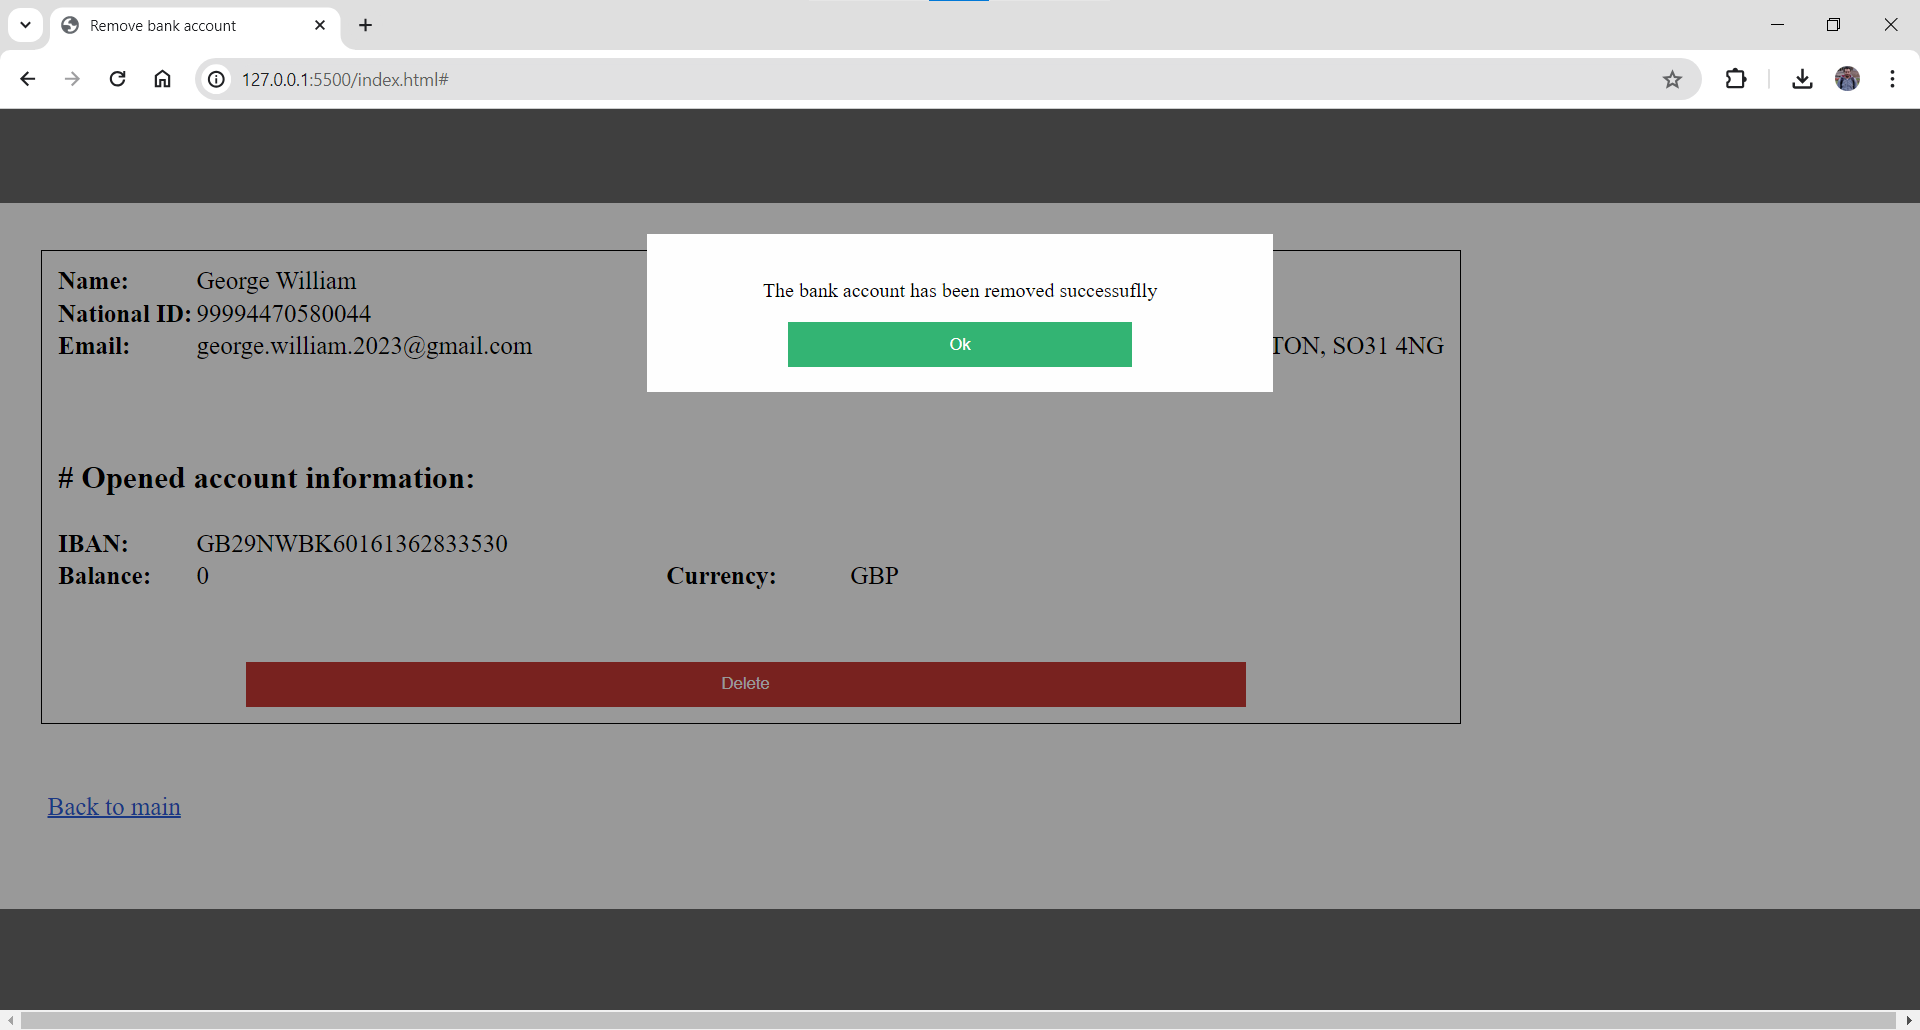 Remove bank account
127.0.0.1:5500/index.html#
The bank account has been removed successuflly
Ok
Name: George William
National ID: 99994470580044
Email: george.william.2023@gmail.com TON, SO31 4NG
# Opened account information:
IBAN: GB29NWBK60161362833530
Balance: 0 Currency: GBP
Delete
Back to main